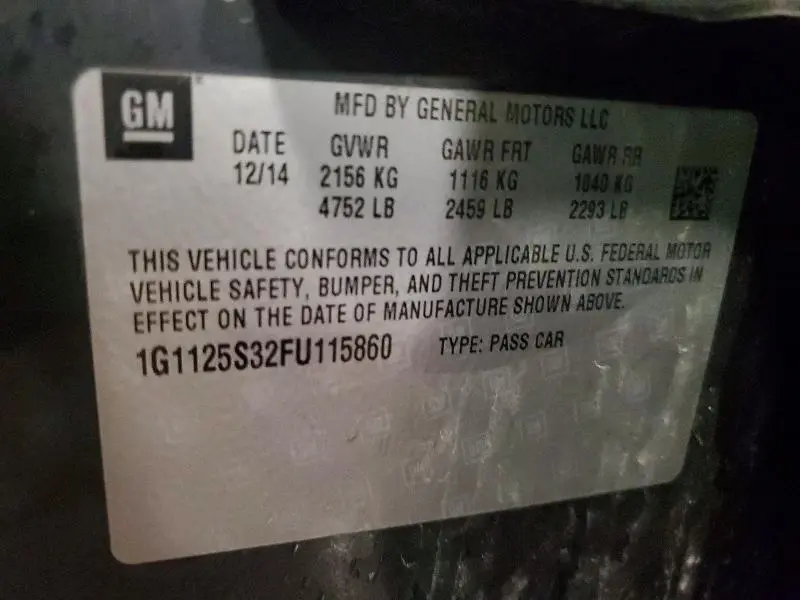 GM
MFD BY GENERAL MOTORS LLC
DATE GVWR GAWR FRT GAWR RR
12/14 2156 KG 1116 KG 1040 KG
4752 LB 2459 LB 2293 LB
THIS VEHICLE CONFORMS TO ALL APPLICABLE U.S. FEDERAL MOTOR
VEHICLE SAFETY, BUMPER, AND THEFT PREVENTION STANDARDS IN
EFFECT ON THE DATE OF MANUFACTURE SHOWN ABOVE.
1G1125S32FU115860 TYPE: PASS CAR